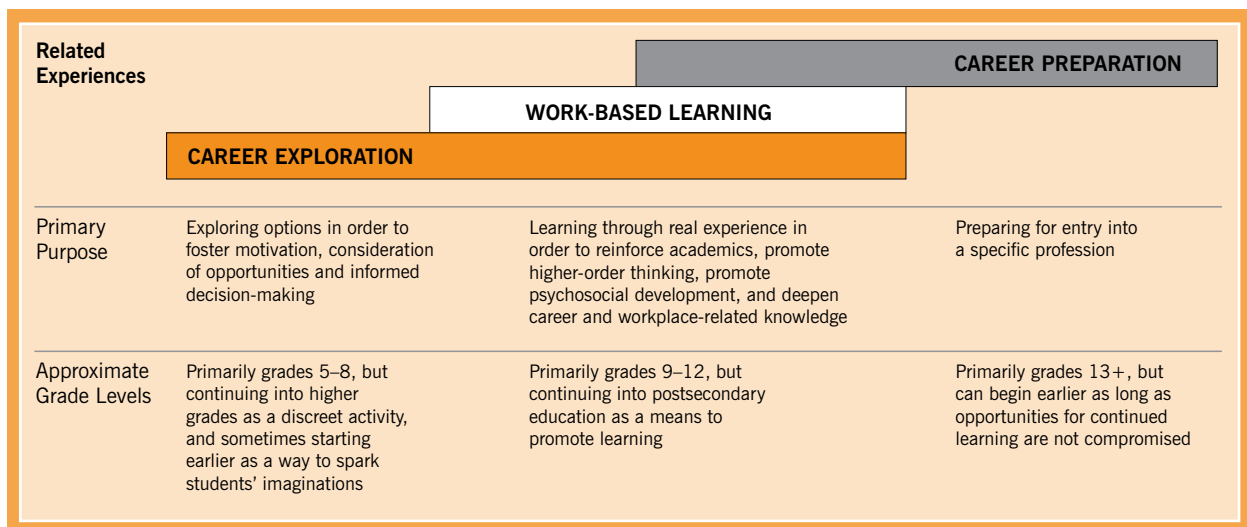 Related
Experiences
CAREER PREPARATION
WORK-BASED LEARNING
CAREER EXPLORATION
Primary
Purpose
Exploring options in order to
foster motivation, consideration
of opportunities and informed
decision-making
Learning through real experience in
order to reinforce academics, promote
higher-order thinking, promote
psychosocial development, and deepen
career and workplace-related knowledge
Preparing for entry into
a specific profession
Approximate
Grade Levels
Primarily grades 5–8, but
continuing into higher
grades as a discreet activity,
and sometimes starting
earlier as a way to spark
students’ imaginations
Primarily grades 9–12, but
continuing into postsecondary
education as a means to
promote learning
Primarily grades 13+, but
can begin earlier as long as
opportunities for continued
learning are not compromised